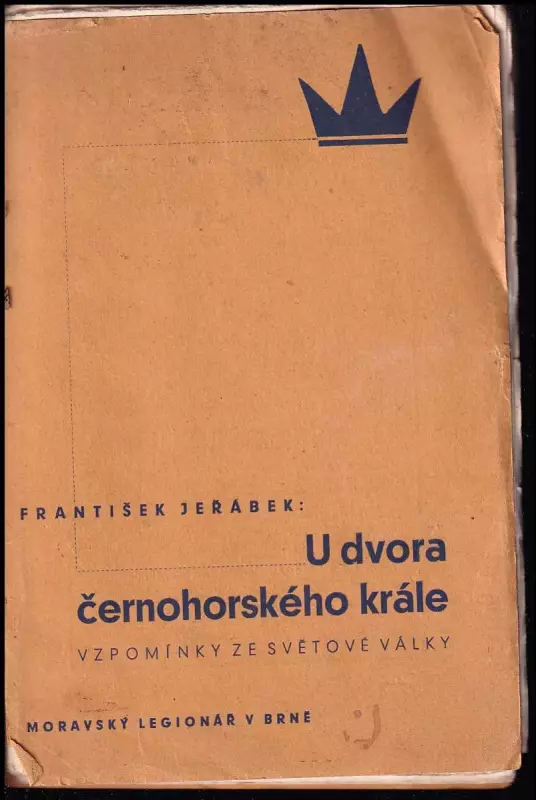 FRANTIŠEK JEŘÁBEK:
U dvora
černohorského krále
VZPOMÍNKY ZE SVĚTOVÉ VÁLKY
MORAVSKÝ LEGIONÁŘ V BRNĚ